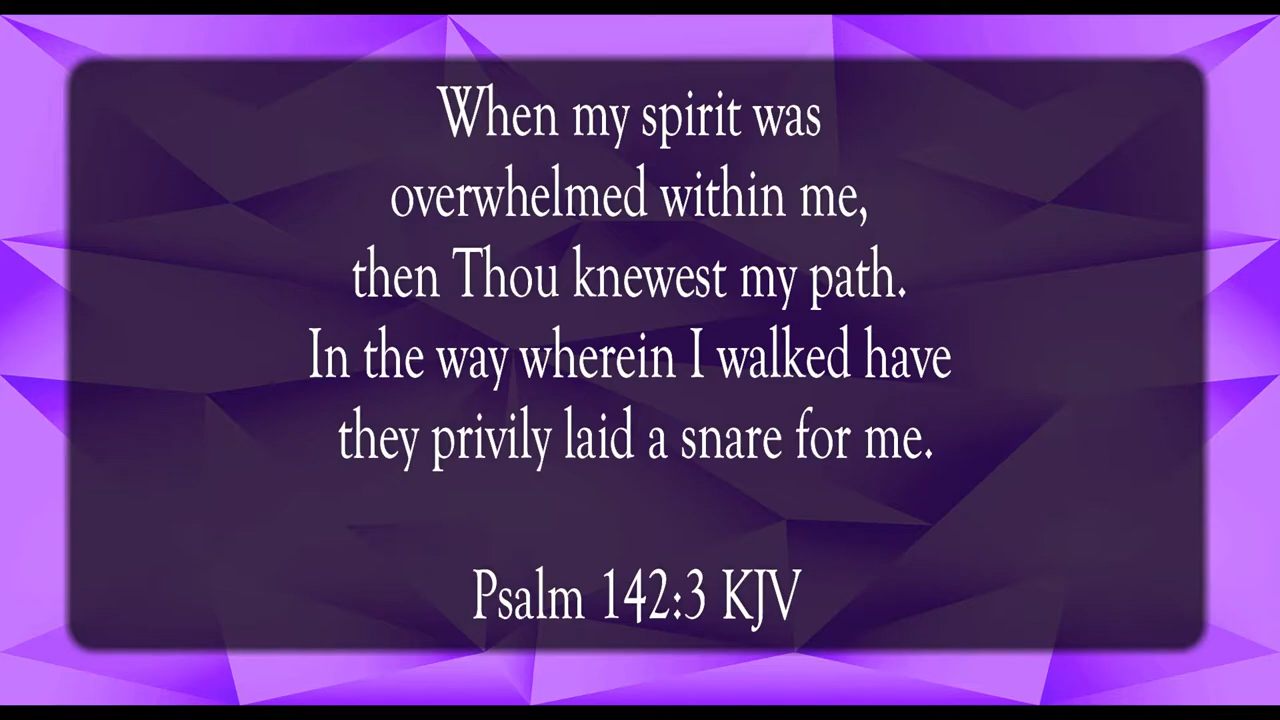 When my spirit was
overwhelmed within me,
then Thou knewest my path.
In the way wherein I walked have
they privily laid a snare for me.
Psalm 142:3 KJV